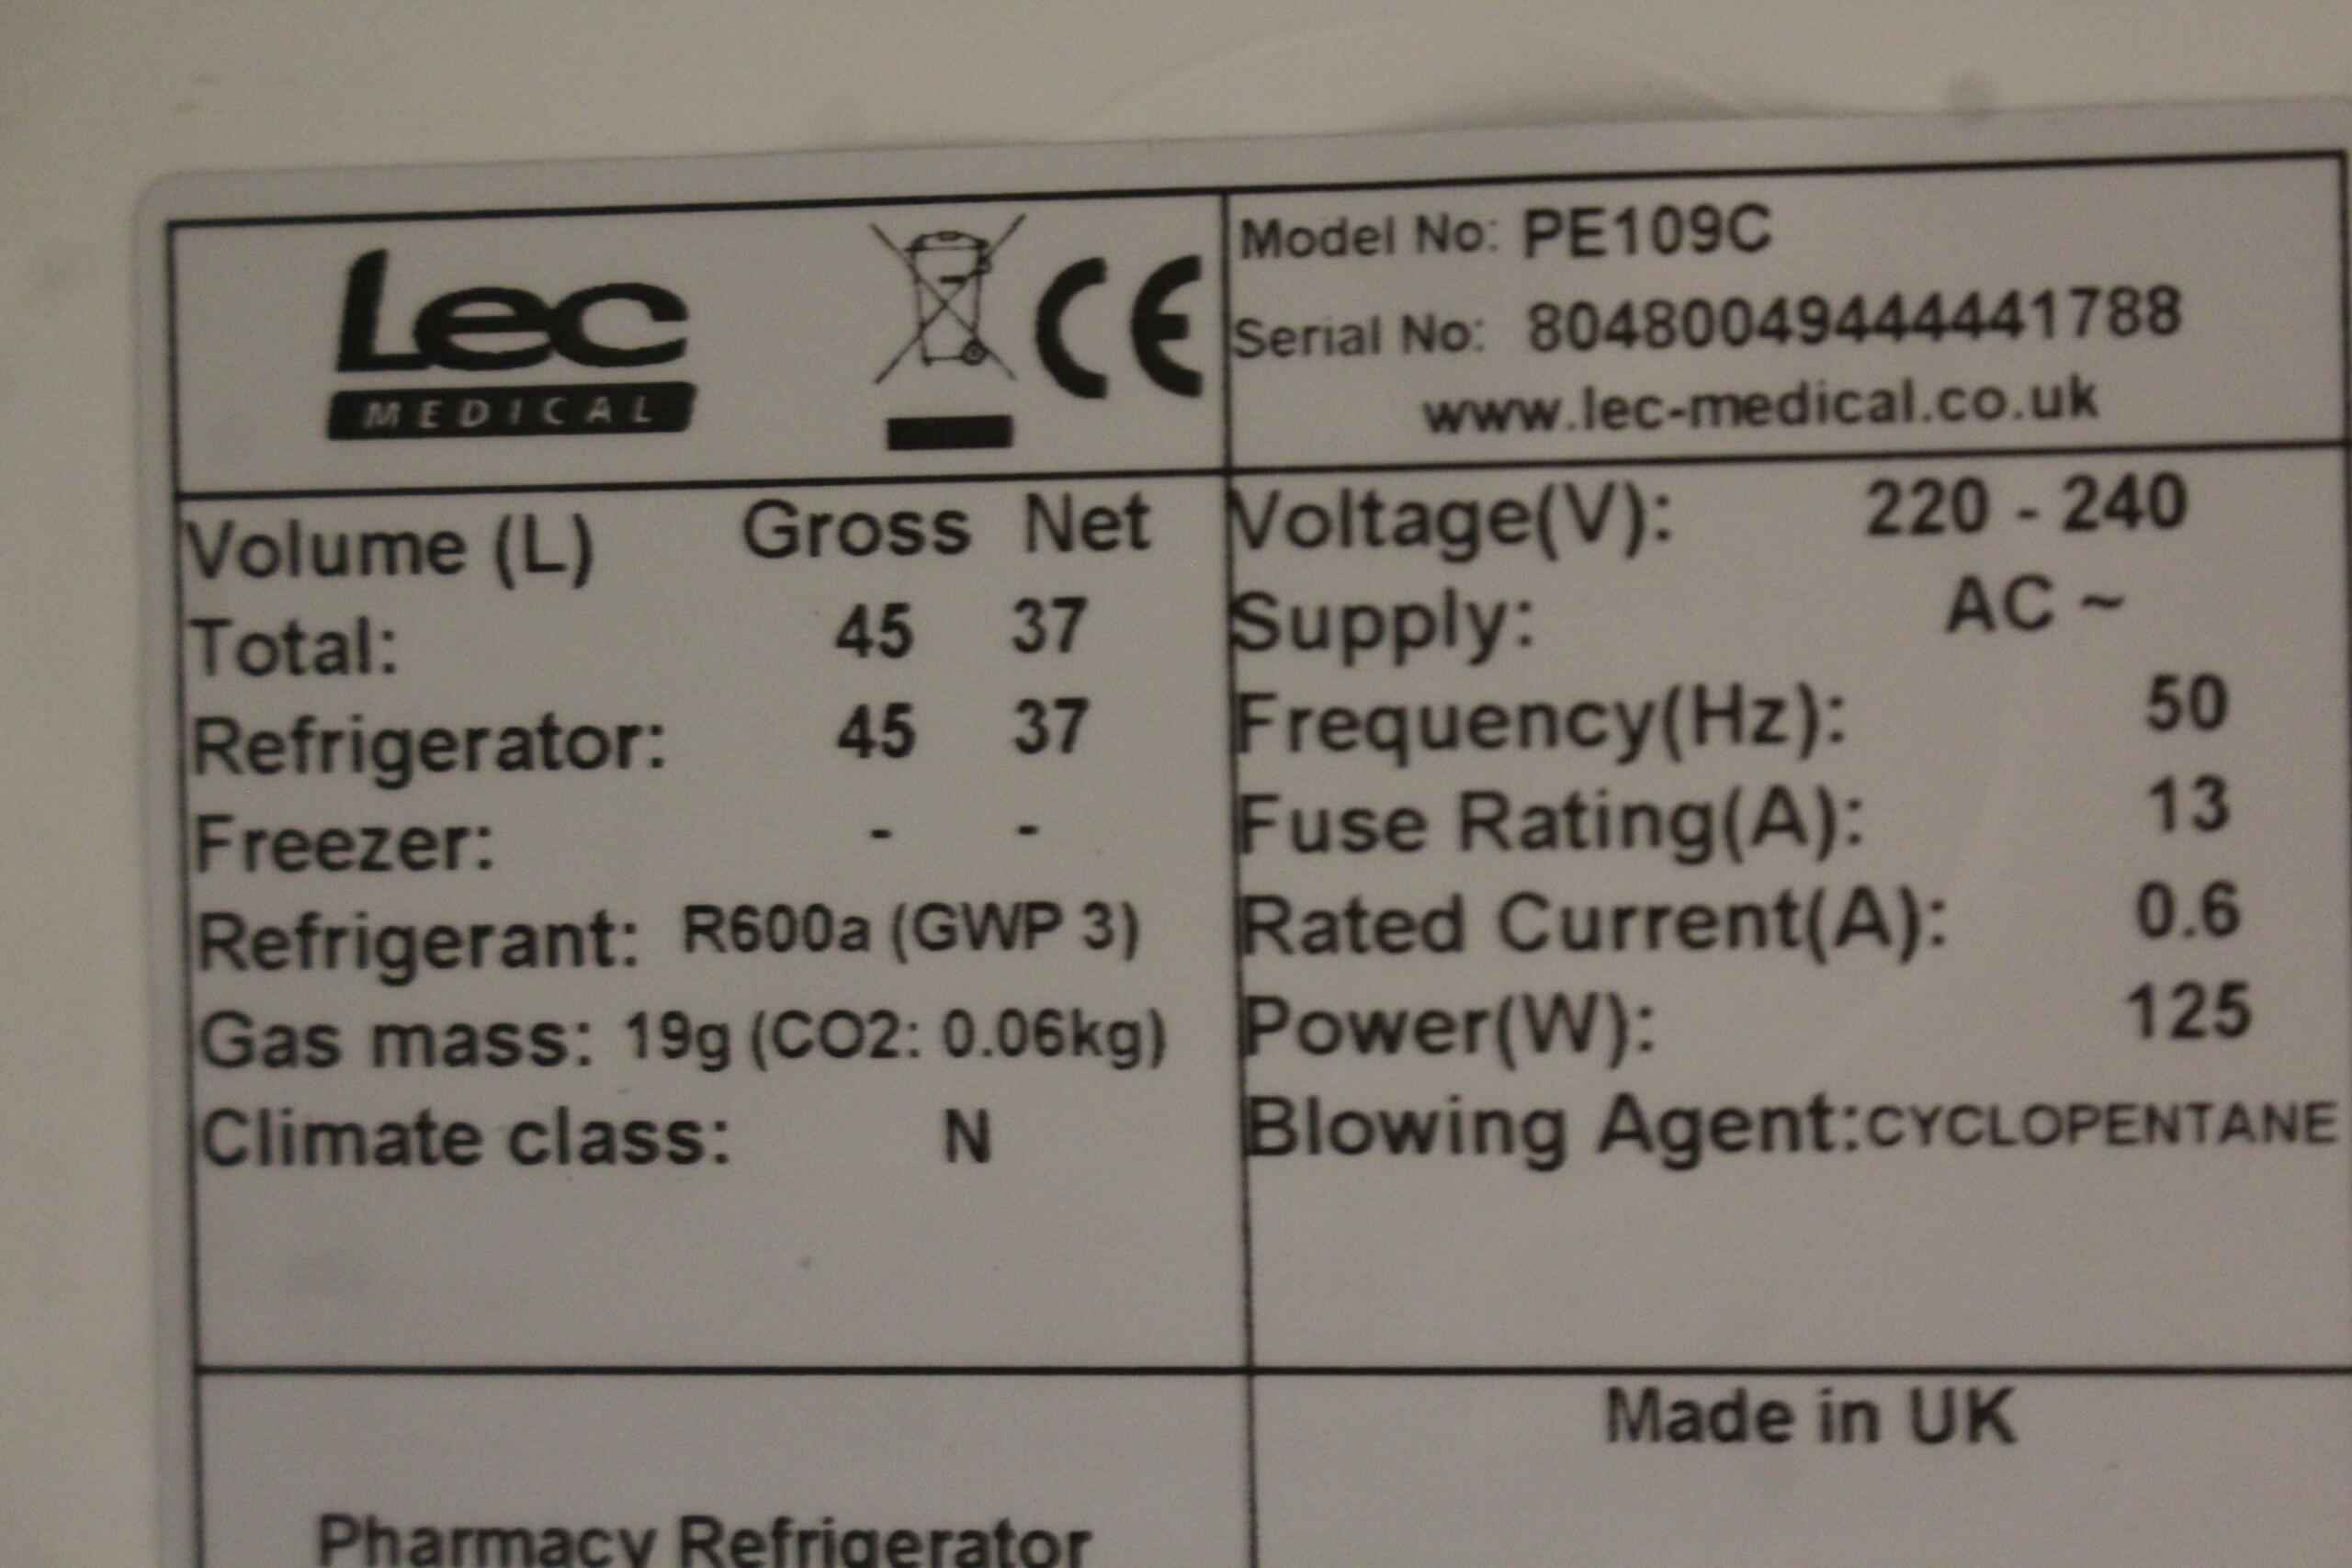 Lec
MEDICAL
CE
Model No: PE109C
Serial No: 80480049444441788
www.lec-medical.co.uk
Volume (L) Gross Net
Total: 45 37
Refrigerator: 45 37
Freezer: - -
Refrigerant: R600a (GWP 3)
Gas mass: 19g (CO2: 0.06kg)
Climate class: N
Voltage(V): 220 - 240
Supply: AC ~
Frequency(Hz): 50
Fuse Rating(A): 13
Rated Current(A): 0.6
Power(W): 125
Blowing Agent:CYCLOPENTANE
Pharmacy Refrigerator
Made in UK